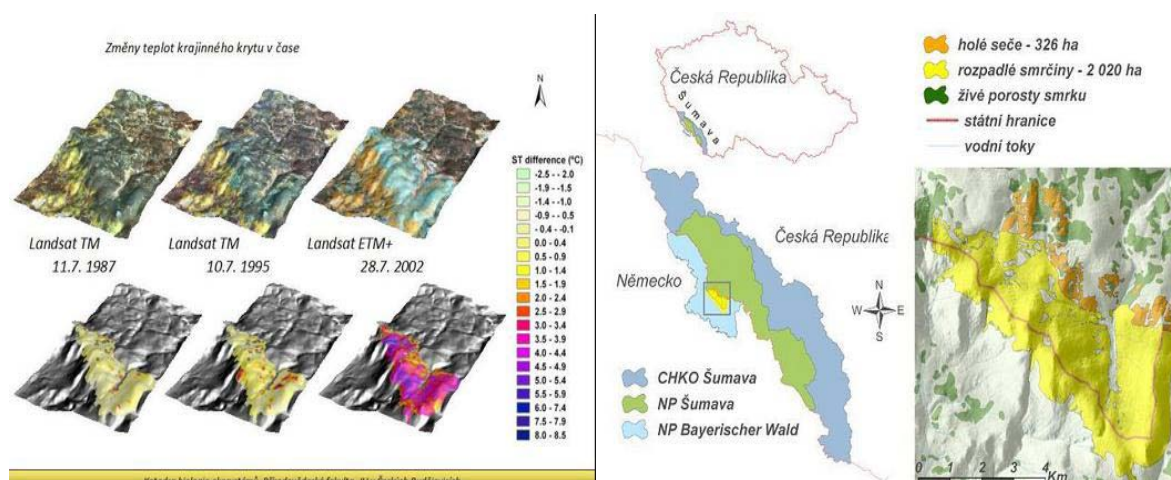 Změny teplot krajinného krytu v čase
N
Landsat TM
11.7. 1987
Landsat TM
10.7. 1995
Landsat ETM+
28.7. 2002
ST difference (°C)
-2.5 - -2.0
-1.9 - -1.5
-1.4 - -1.0
-0.9 - -0.5
-0.4 - -0.1
0.0 - 0.4
0.5 - 0.9
1.0 - 1.4
1.5 - 1.9
2.0 - 2.4
2.5 - 2.9
3.0 - 3.4
3.5 - 3.9
4.0 - 4.4
4.5 - 4.9
5.0 - 5.4
5.5 - 5.9
6.0 - 7.4
7.5 - 7.9
8.0 - 8.5
Česká Republika
Šumava
Česká Republika
Německo
N
W E
S
CHKO Šumava
NP Šumava
NP Bayerischer Wald
holé seče - 326 ha
rozpadlé smrčiny - 2 020 ha
živé porosty smrku
státní hranice
vodní toky
0 1 2 3 4
Km